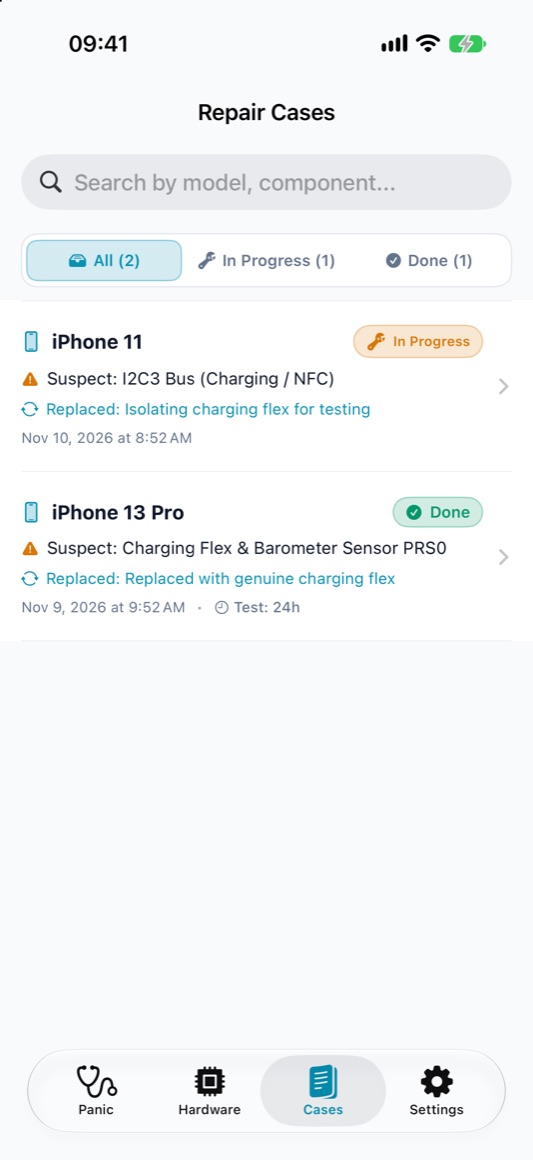 09:41
Repair Cases
Search by model, component...
All (2)
In Progress (1)
Done (1)
iPhone 11
In Progress
Suspect: I2C3 Bus (Charging / NFC)
Replaced: Isolating charging flex for testing
Nov 10, 2026 at 8:52 AM
iPhone 13 Pro
Done
Suspect: Charging Flex & Barometer Sensor PRS0
Replaced: Replaced with genuine charging flex
Nov 9, 2026 at 9:52 AM · Test: 24h
Panic
Hardware
Cases
Settings